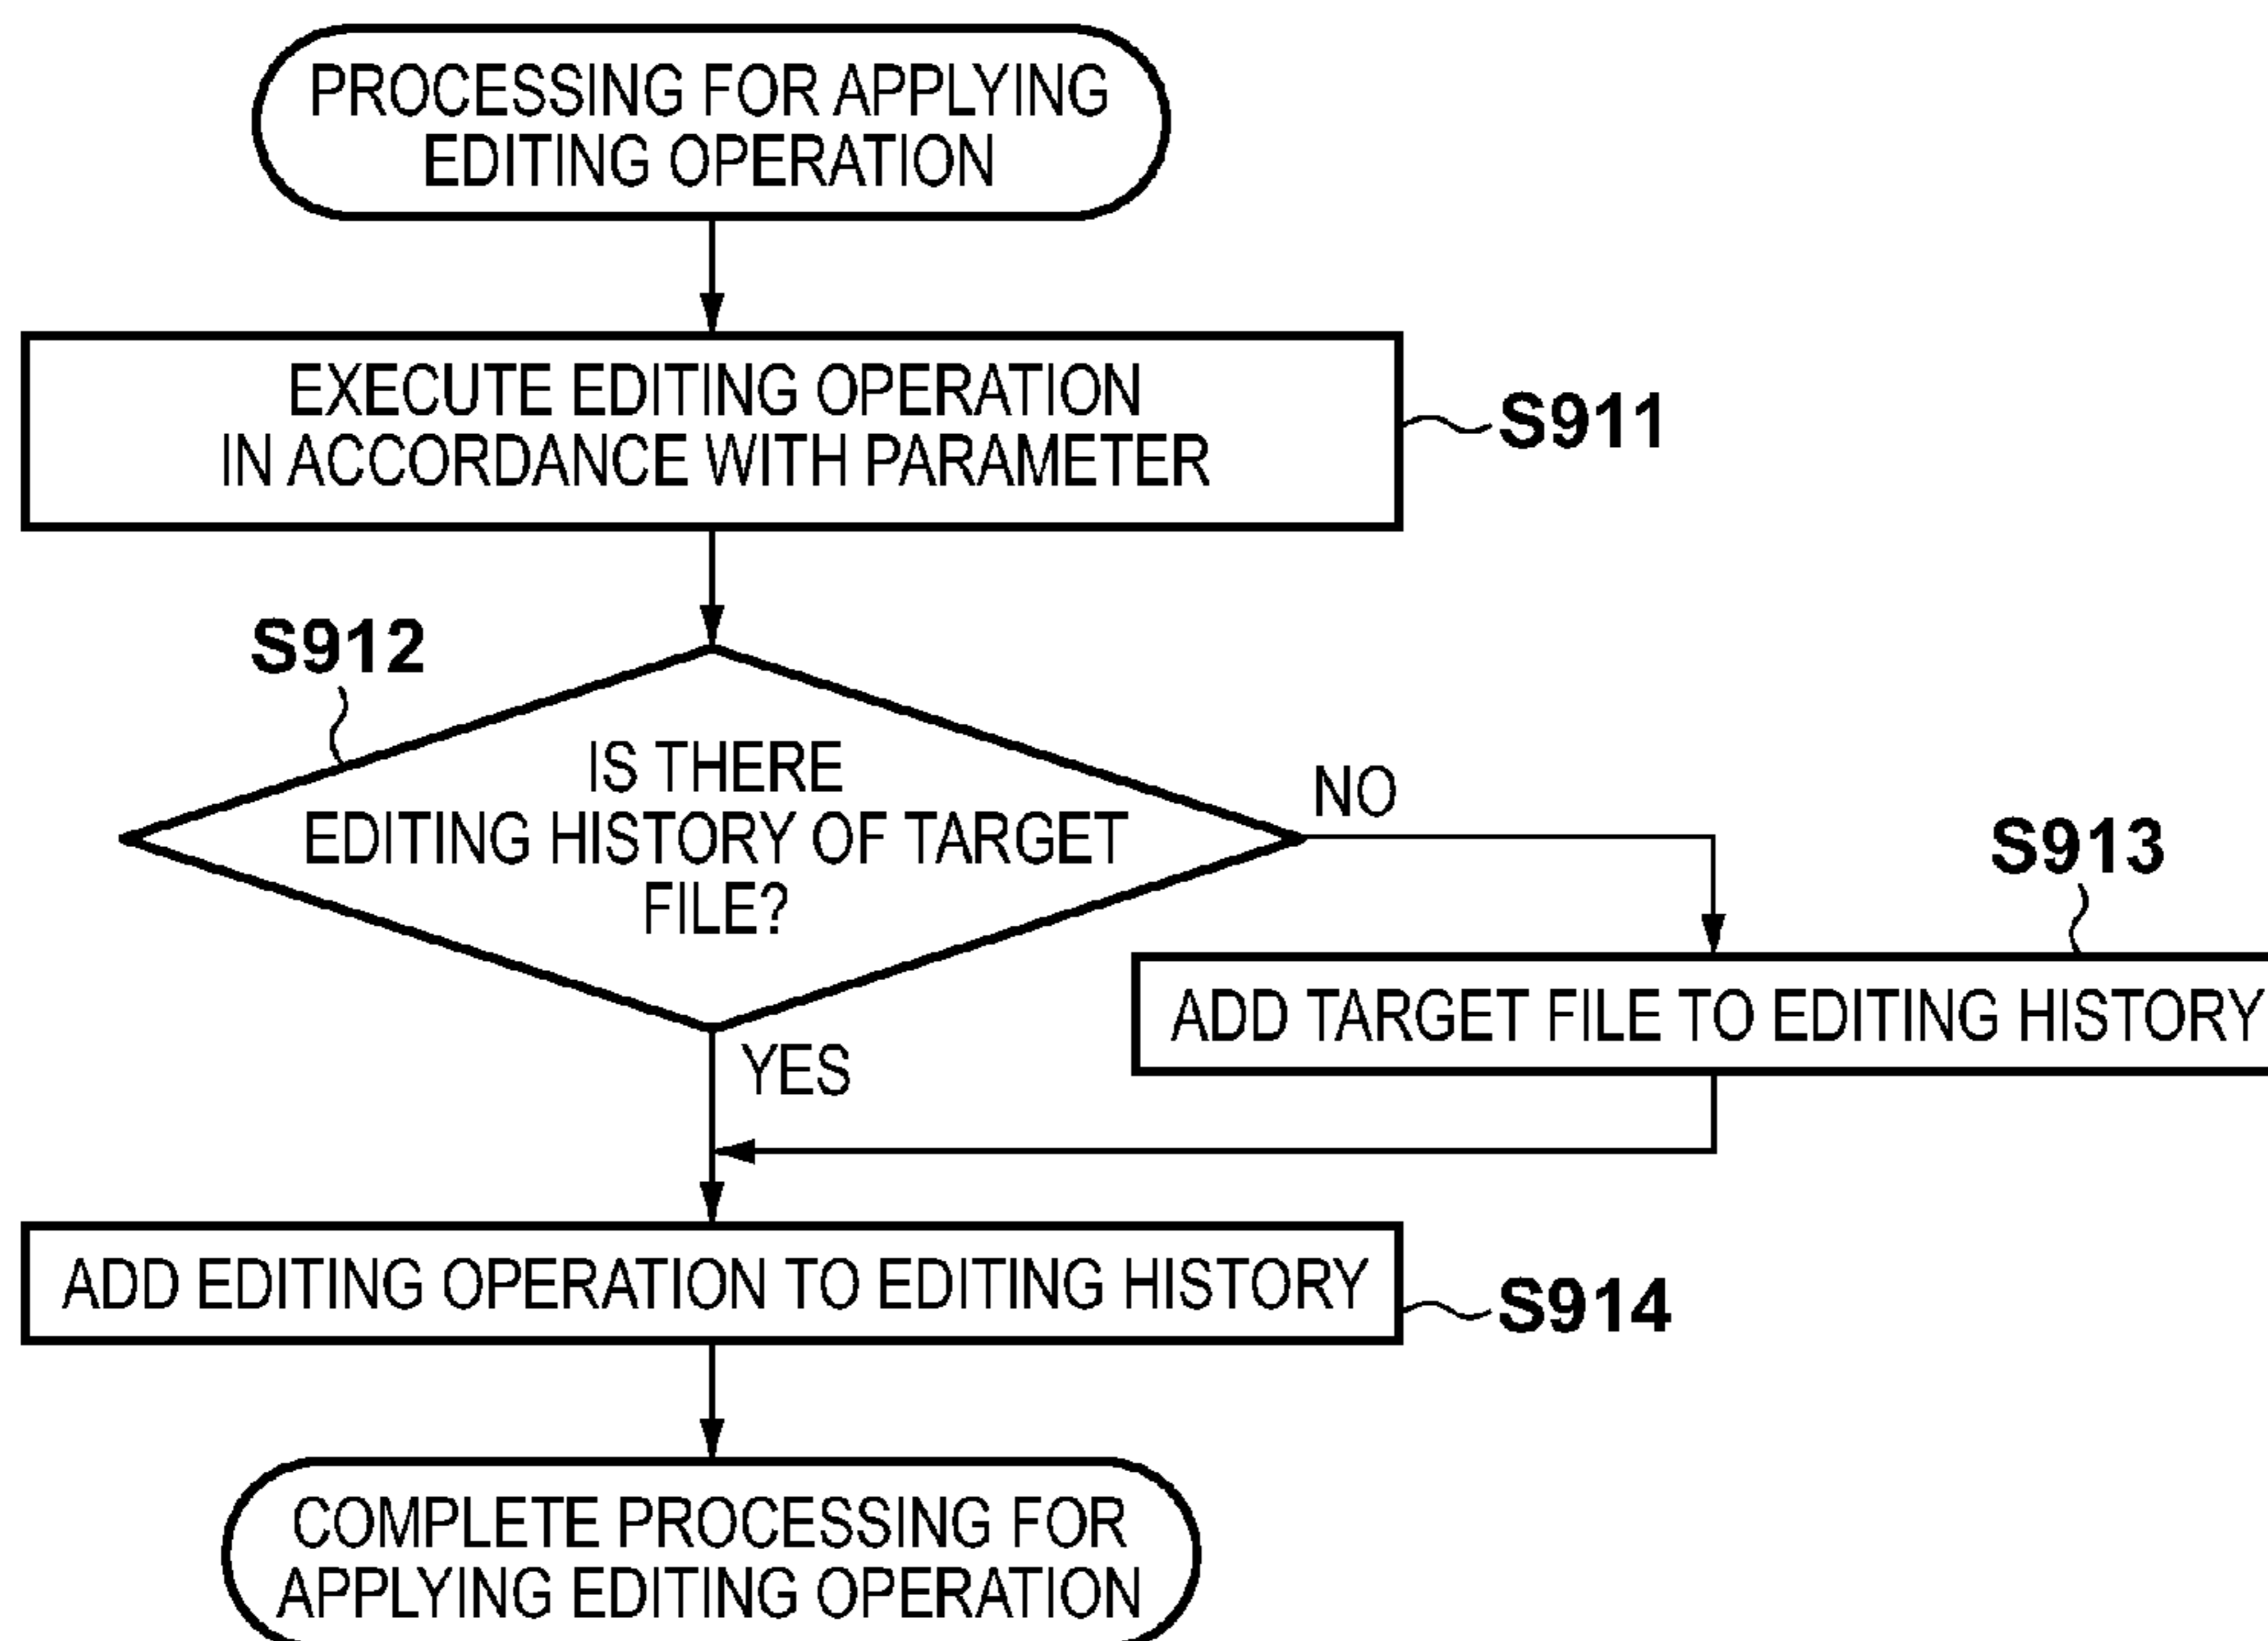 PROCESSING FOR APPLYING
EDITING OPERATION
EXECUTE EDITING OPERATION
IN ACCORDANCE WITH PARAMETER
S911
S912
IS THERE
EDITING HISTORY OF TARGET
FILE?
NO
S913
ADD TARGET FILE TO EDITING HISTORY
YES
ADD EDITING OPERATION TO EDITING HISTORY
S914
COMPLETE PROCESSING FOR
APPLYING EDITING OPERATION